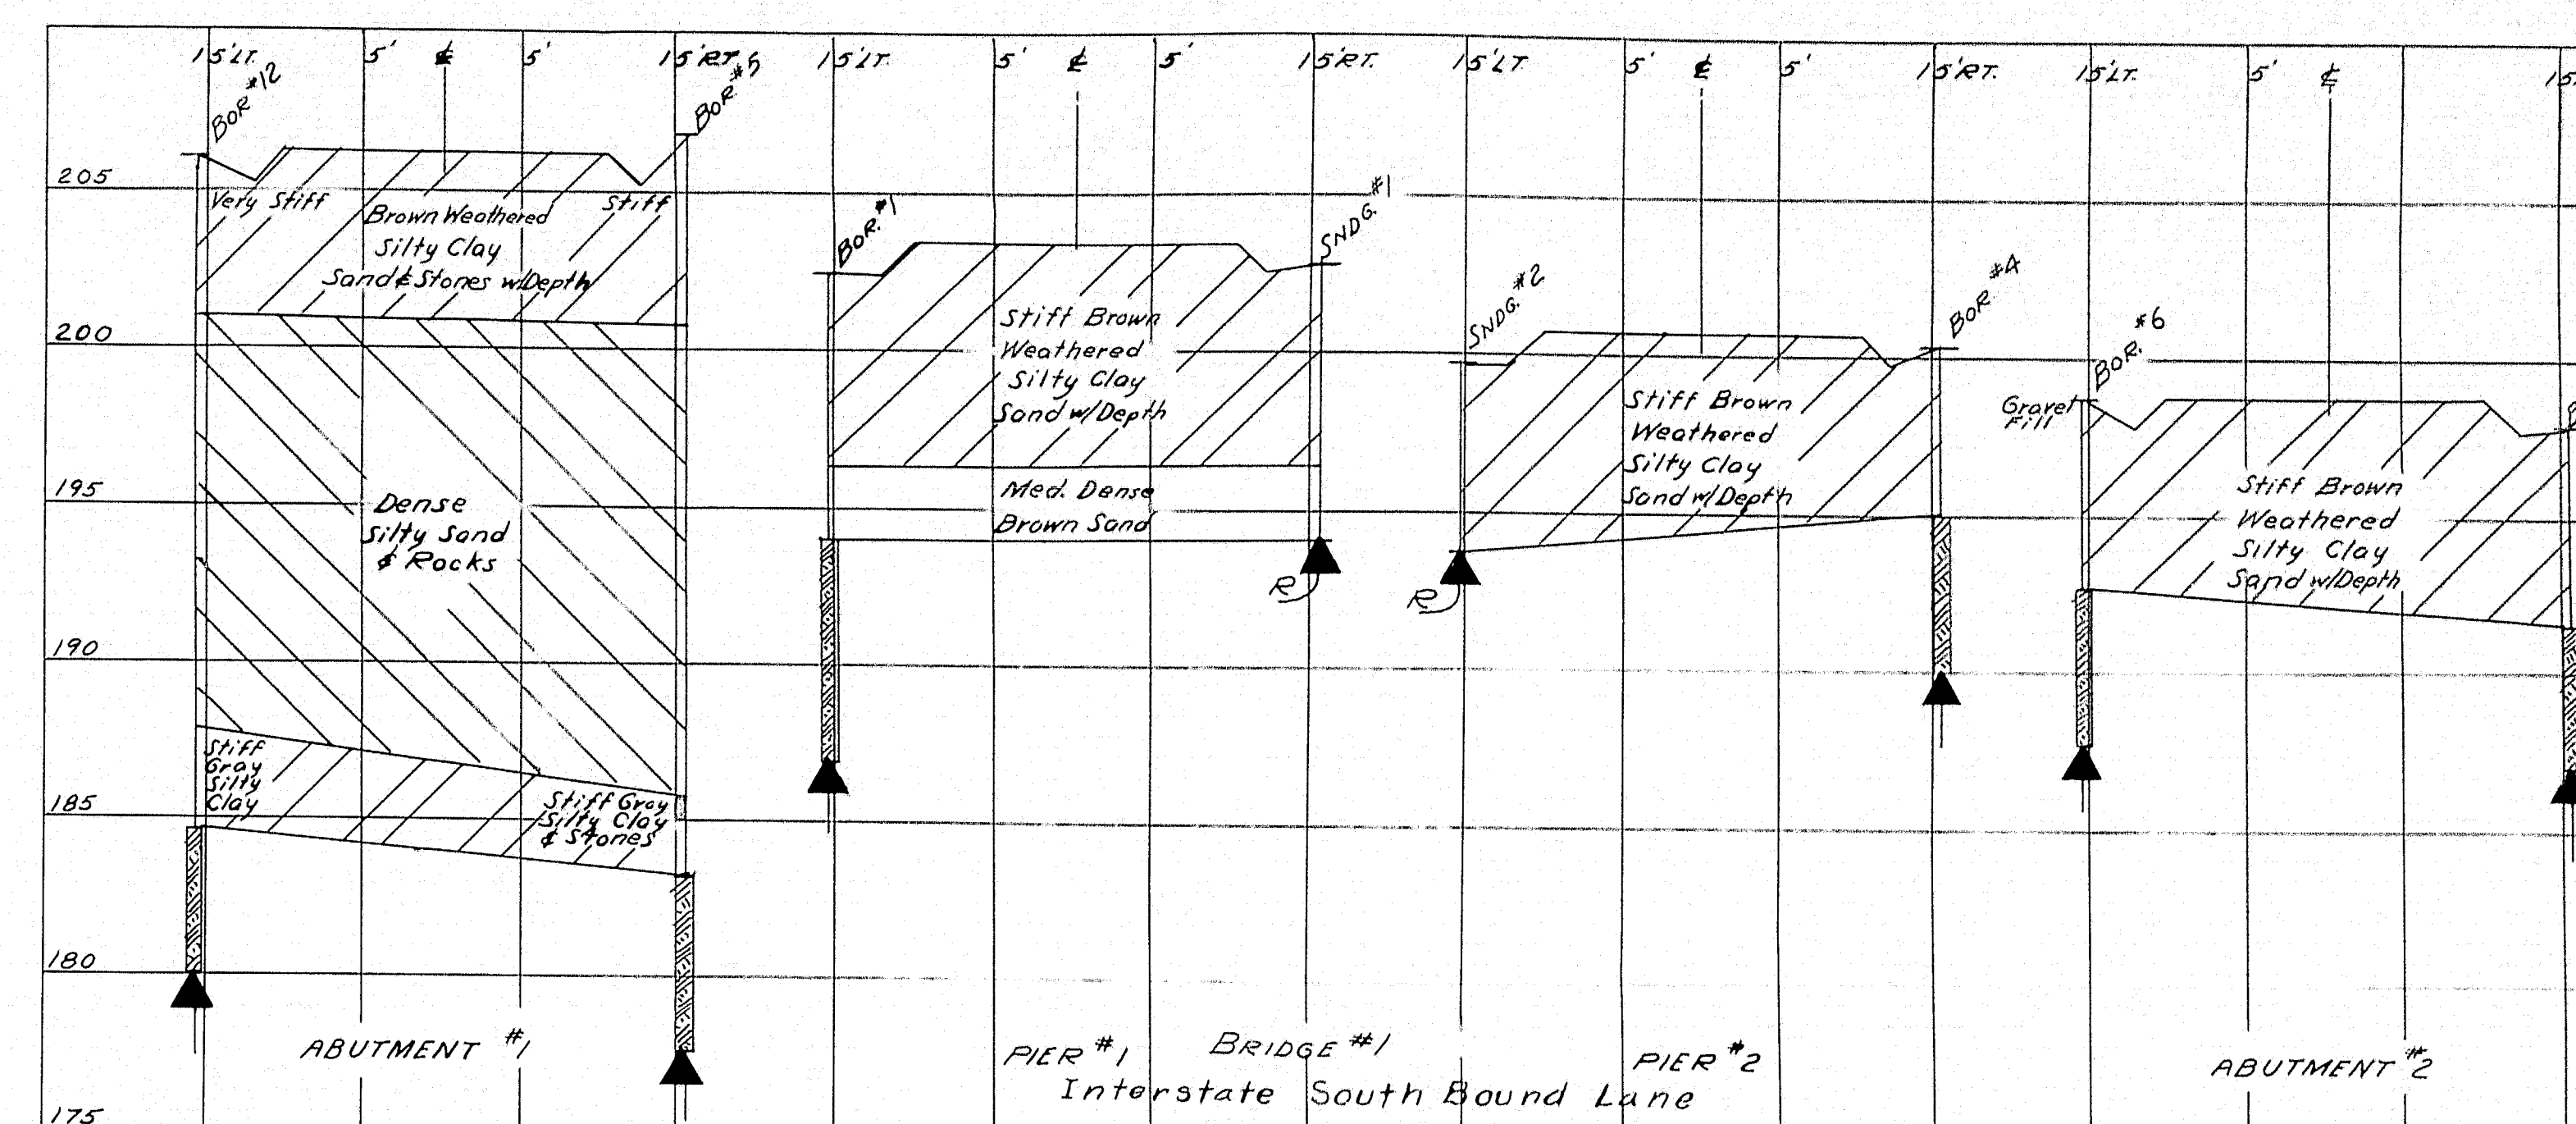 15'LT. 5' ℄ 5' 15'RT. 15'LT. 5' ℄ 5' 15'RT. 15'LT. 5' ℄ 5' 15'RT. 15'LT. 5' ℄
BOR #12
BOR. #5
205
Very Stiff
Brown Weathered
Silty Clay
Sand & Stones w/Depth
Stiff
BOR. #1
SNDG. #1
SNDG. #2
BOR #4
BOR. #6
200
Stiff Brown
Weathered
Silty Clay
Sand w/Depth
Stiff Brown
Weathered
Silty Clay
Sand w/Depth
Gravel
Fill
Stiff Brown
Weathered
Silty Clay
Sand w/Depth
195
Dense
Silty Sand
& Rocks
Med. Dense
Brown Sand
R
R
190
Stiff
Gray
Silty
Clay
185
Stiff Gray
Silty Clay
& Stones
180
ABUTMENT #1
PIER #1
BRIDGE #1
PIER #2
ABUTMENT #2
Interstate South Bound Lane
175